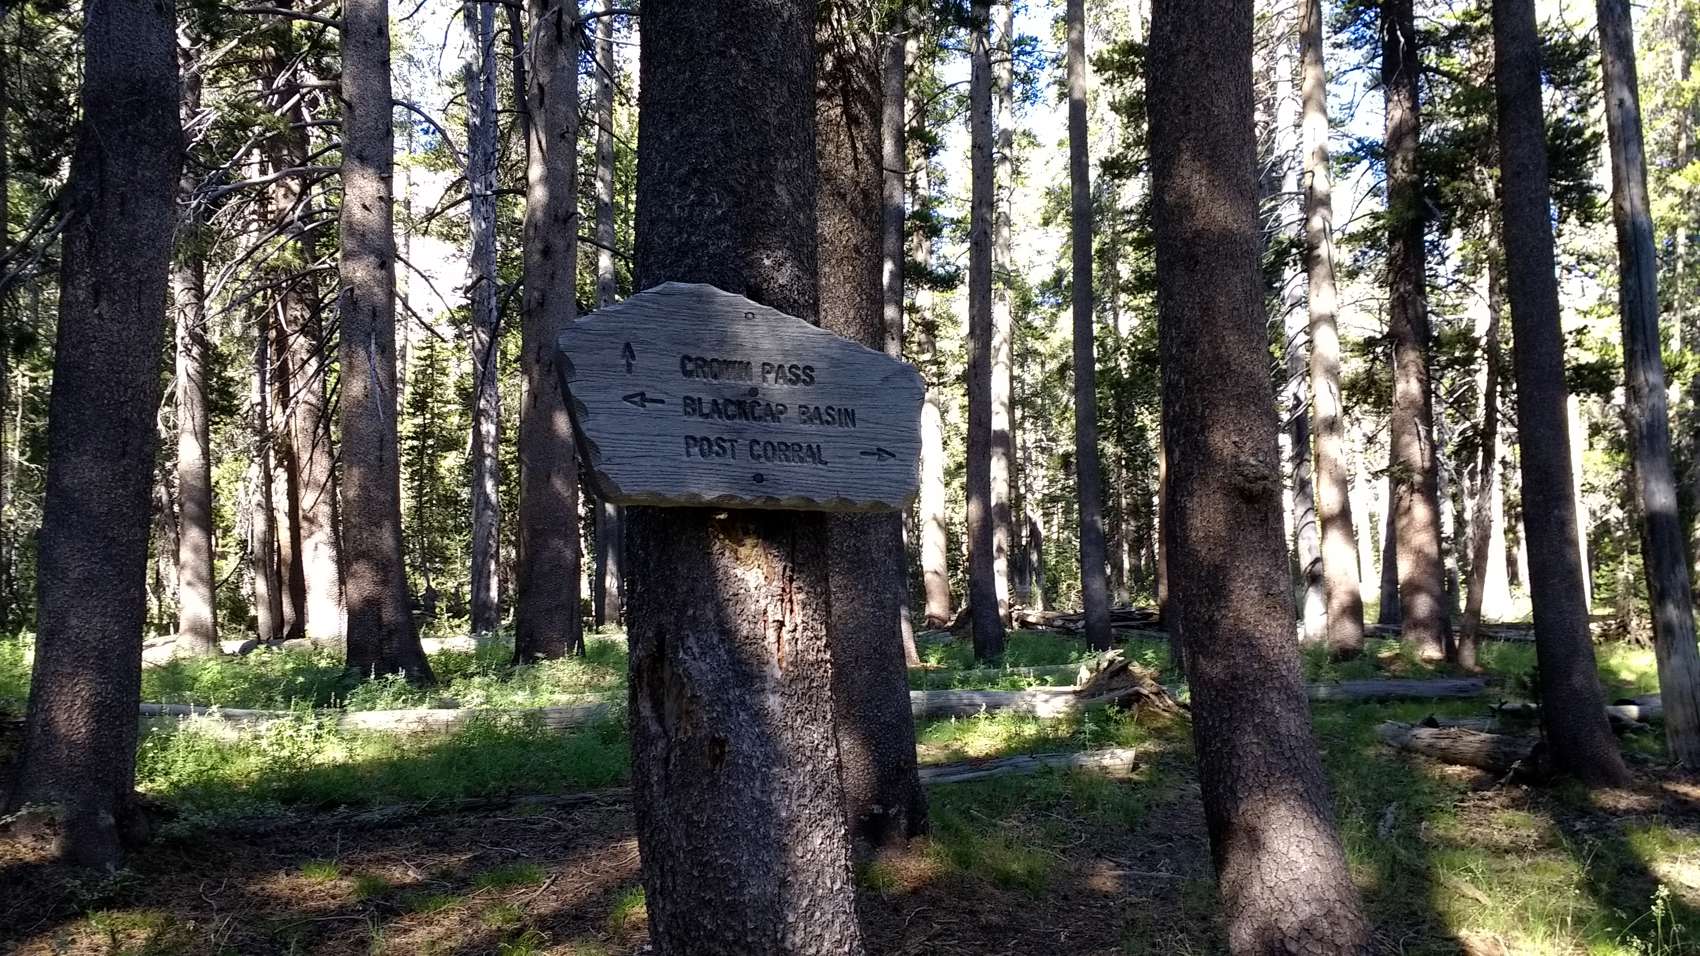 ↑ CROWN PASS
← BLACKCAP BASIN
POST CORRAL →